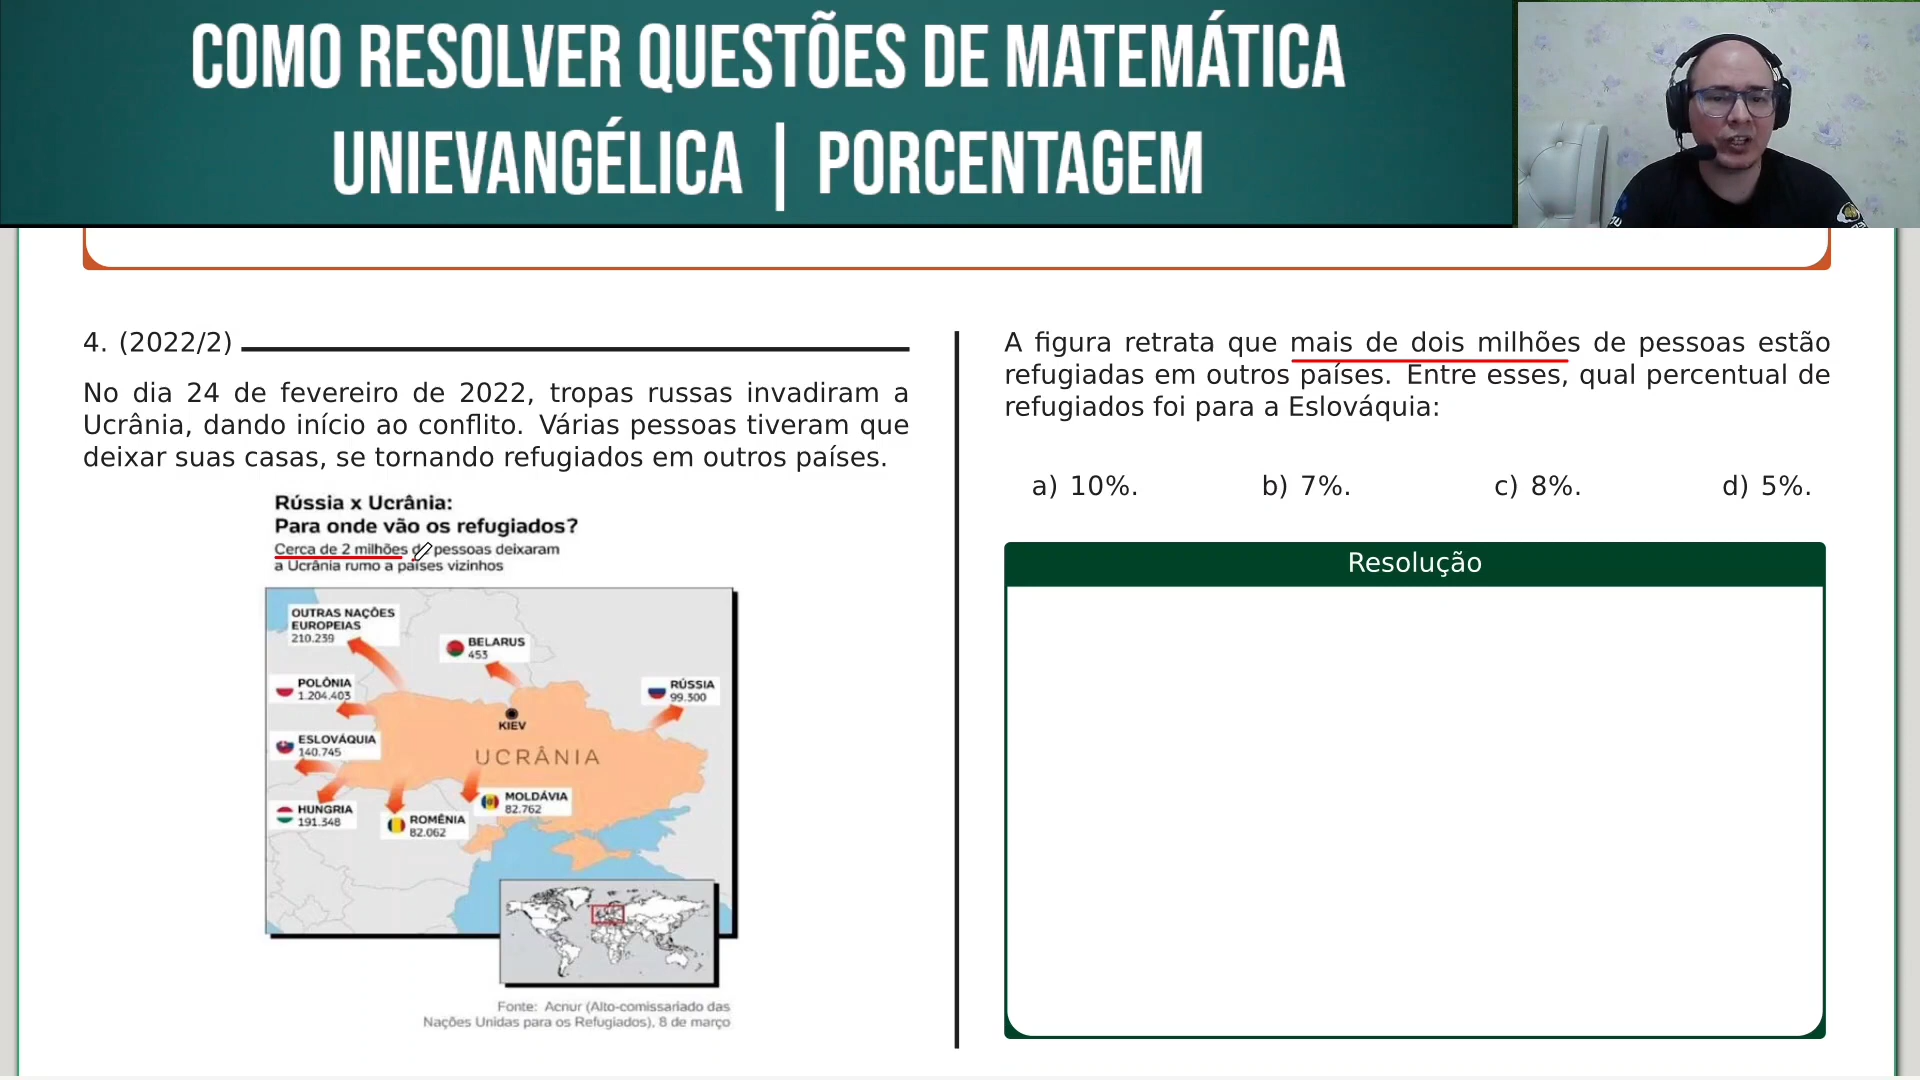 COMO RESOLVER QUESTÕES DE MATEMÁTICA
UNIEVANGÉLICA | PORCENTAGEM
4. (2022/2)
No dia 24 de fevereiro de 2022, tropas russas invadiram a
Ucrânia, dando início ao conflito. Várias pessoas tiveram que
deixar suas casas, se tornando refugiados em outros países.
Rússia x Ucrânia:
Para onde vão os refugiados?
Cerca de 2 milhões de pessoas deixaram
a Ucrânia rumo a países vizinhos
OUTRAS NAÇÕES
EUROPEIAS
210.239
BELARUS
453
POLÔNIA
1.204.403
RÚSSIA
99.300
KIEV
ESLOVÁQUIA
140.745
UCRÂNIA
HUNGRIA
191.348
ROMÊNIA
82.062
MOLDÁVIA
82.762
Fonte: Acnur (Alto-comissariado das
Nações Unidas para os Refugiados), 8 de março
A figura retrata que mais de dois milhões de pessoas estão
refugiadas em outros países. Entre esses, qual percentual de
refugiados foi para a Eslováquia:
a) 10%. b) 7%. c) 8%. d) 5%.
Resolução